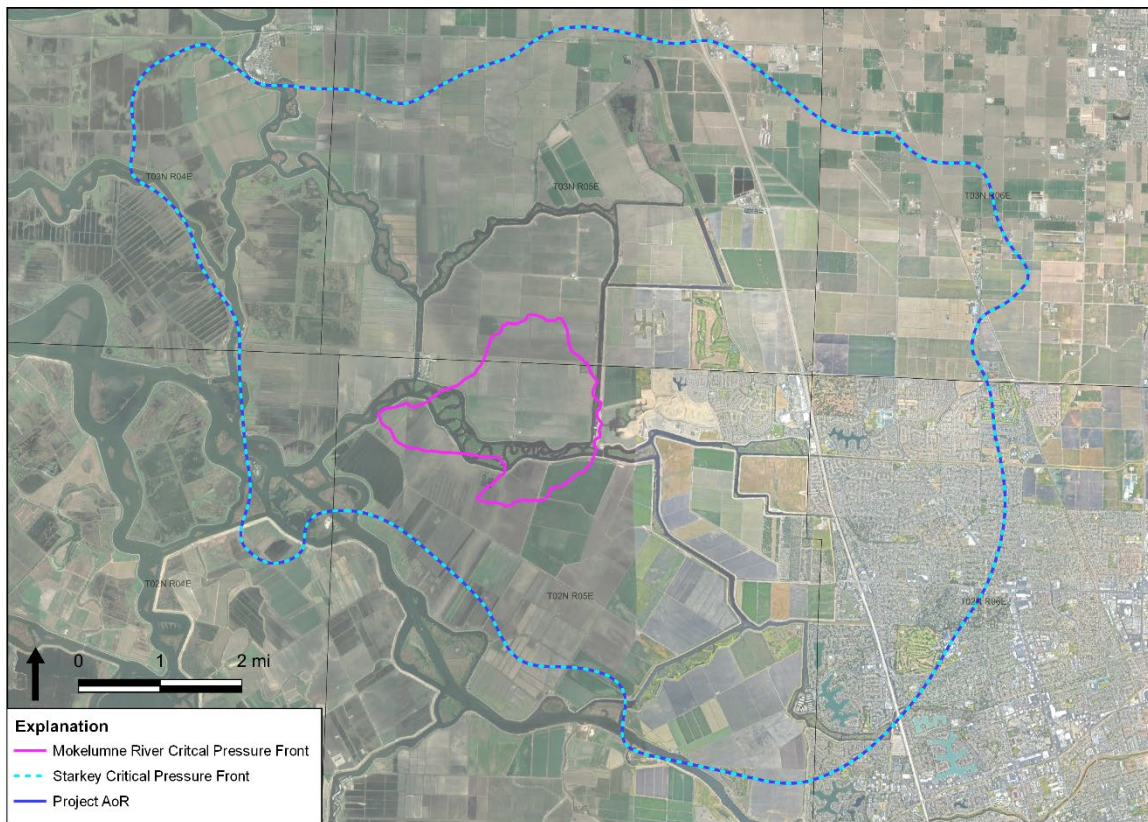 T03N R04E
T03N R05E
T03N R06E
T02N R04E
T02N R05E
T02N R06E
0 1 2 mi
Explanation
Mokelumne River Critcal Pressure Front
Starkey Critical Pressure Front
Project AoR